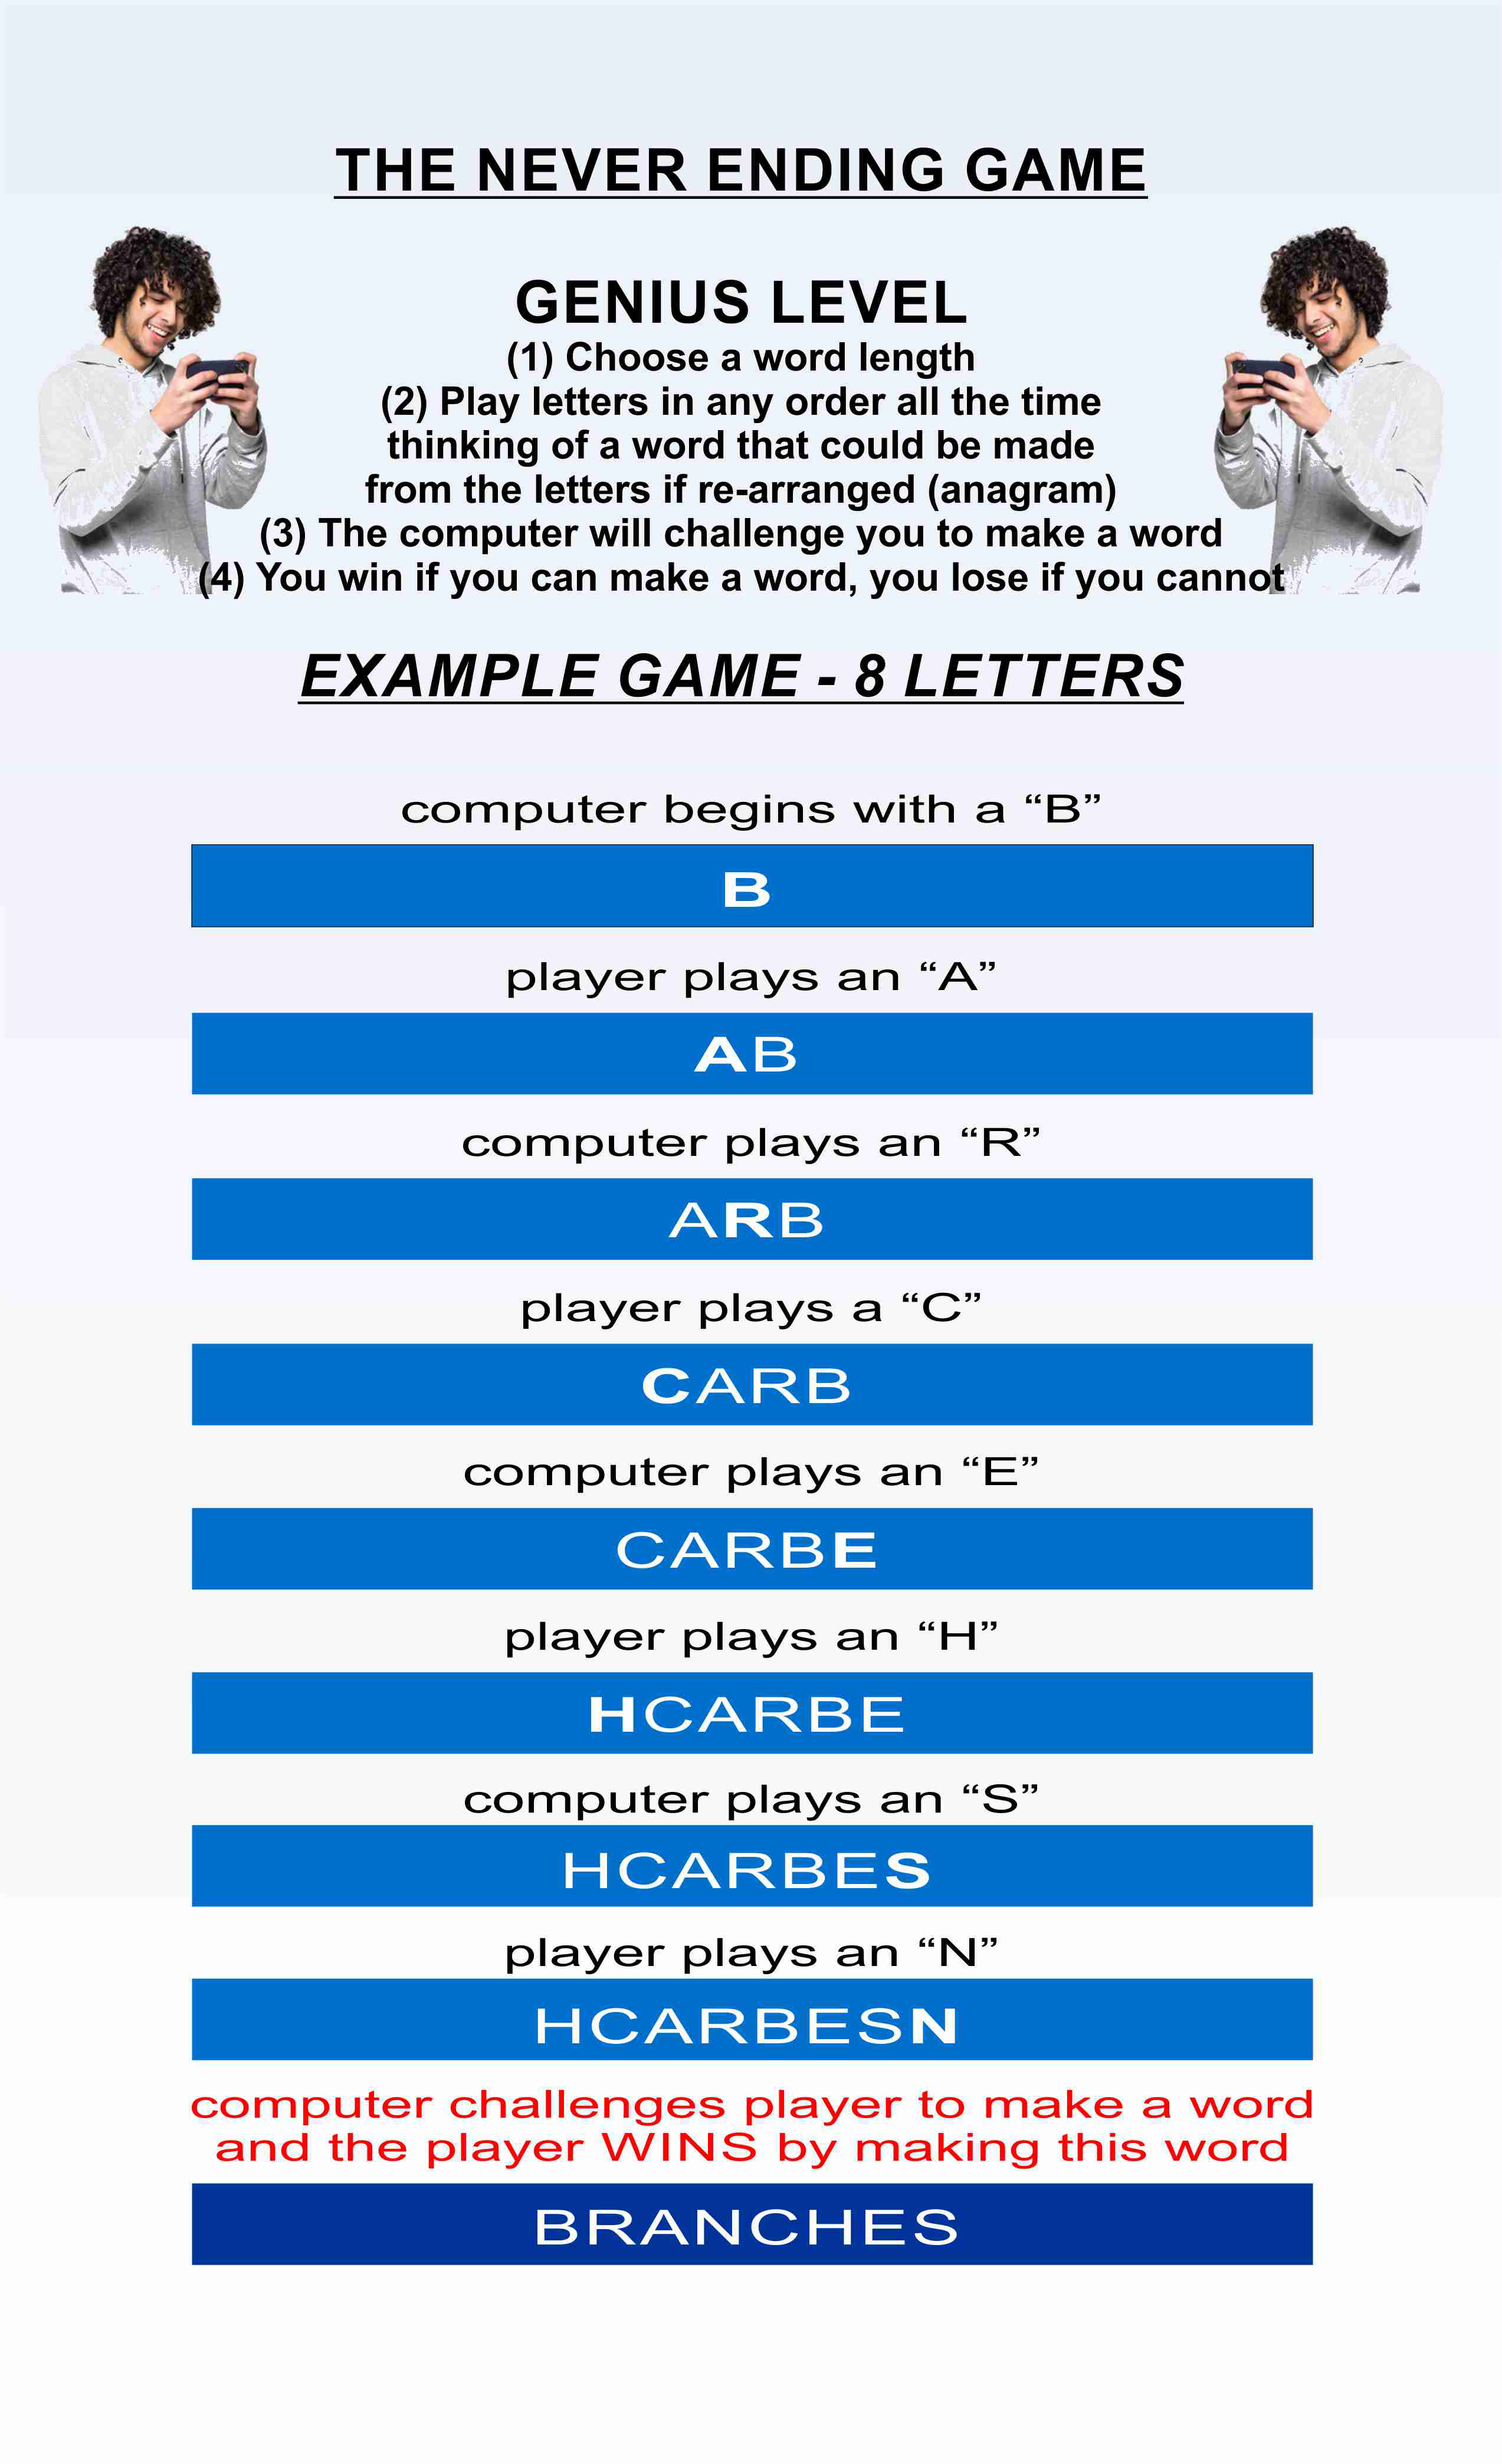 THE NEVER ENDING GAME
GENIUS LEVEL
(1) Choose a word length
(2) Play letters in any order all the time
thinking of a word that could be made
from the letters if re-arranged (anagram)
(3) The computer will challenge you to make a word
(4) You win if you can make a word, you lose if you cannot
EXAMPLE GAME - 8 LETTERS
computer begins with a “B”
B
player plays an “A”
AB
computer plays an “R”
ARB
player plays a “C”
CARB
computer plays an “E”
CARBE
player plays an “H”
HCARBE
computer plays an “S”
HCARBES
player plays an “N”
HCARBESN
computer challenges player to make a word
and the player WINS by making this word
BRANCHES